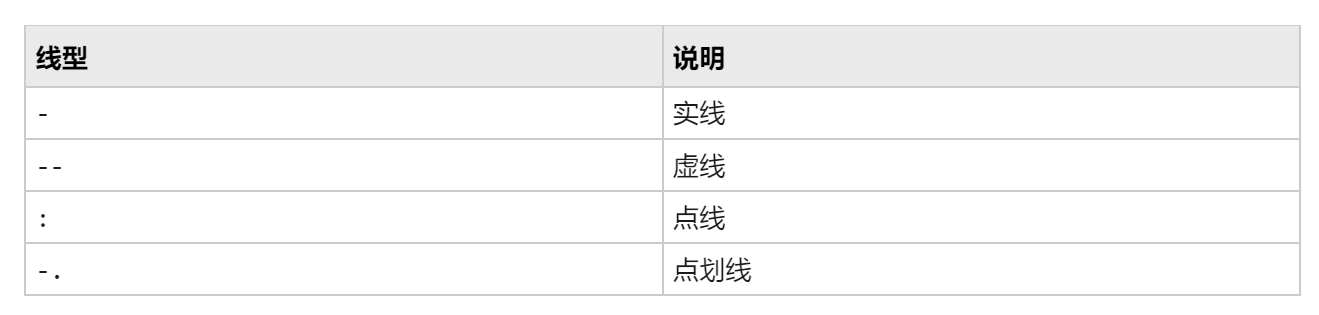 线型 说明
- 实线
-- 虚线
: 点线
-. 点划线